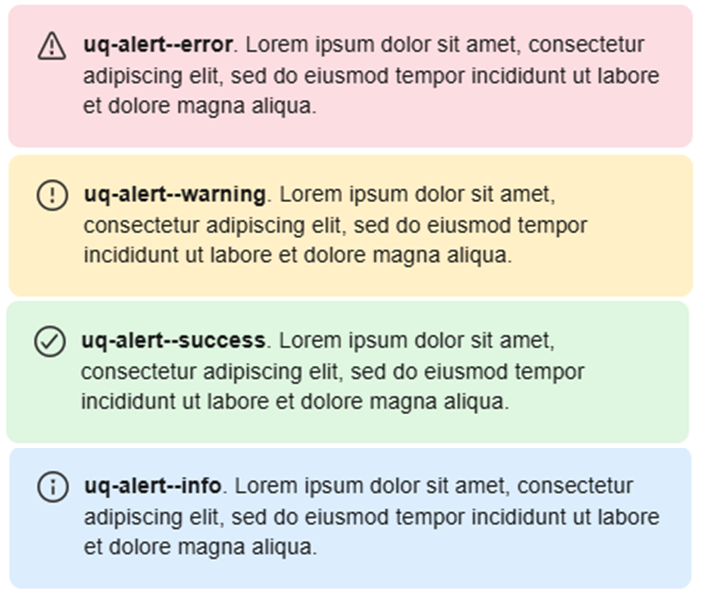 uq-alert--error. Lorem ipsum dolor sit amet, consectetur
adipiscing elit, sed do eiusmod tempor incididunt ut labore
et dolore magna aliqua.
uq-alert--warning. Lorem ipsum dolor sit amet,
consectetur adipiscing elit, sed do eiusmod tempor
incididunt ut labore et dolore magna aliqua.
uq-alert--success. Lorem ipsum dolor sit amet,
consectetur adipiscing elit, sed do eiusmod tempor
incididunt ut labore et dolore magna aliqua.
uq-alert--info. Lorem ipsum dolor sit amet, consectetur
adipiscing elit, sed do eiusmod tempor incididunt ut labore
et dolore magna aliqua.